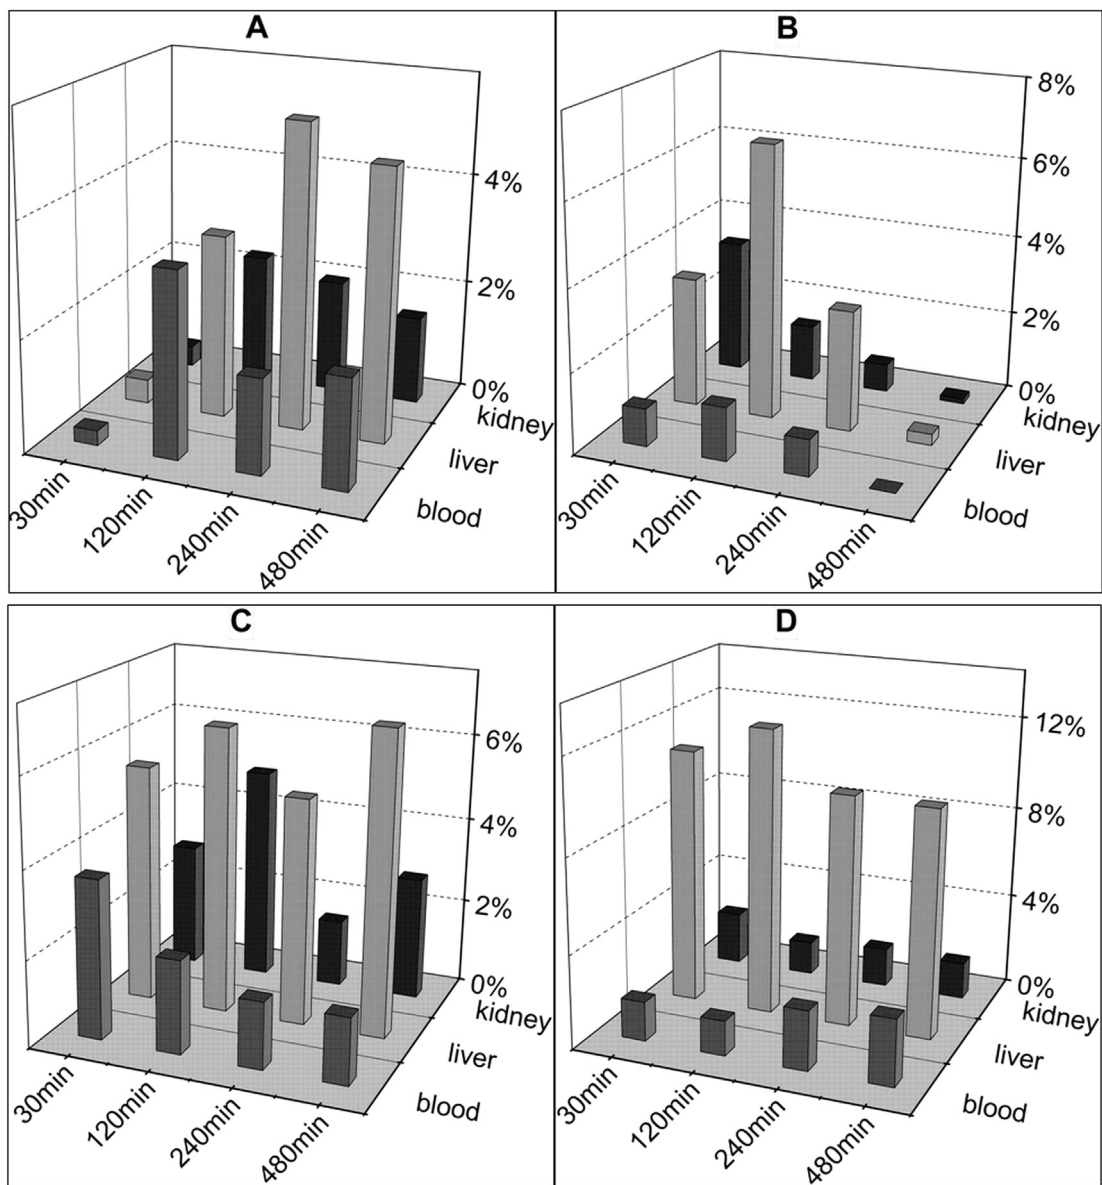 A
4%
2%
0%
kidney
liver
blood
30min
120min
240min
480min
B
8%
6%
4%
2%
0%
kidney
liver
blood
30min
120min
240min
480min
C
6%
4%
2%
0%
kidney
liver
blood
30min
120min
240min
480min
D
12%
8%
4%
0%
kidney
liver
blood
30min
120min
240min
480min